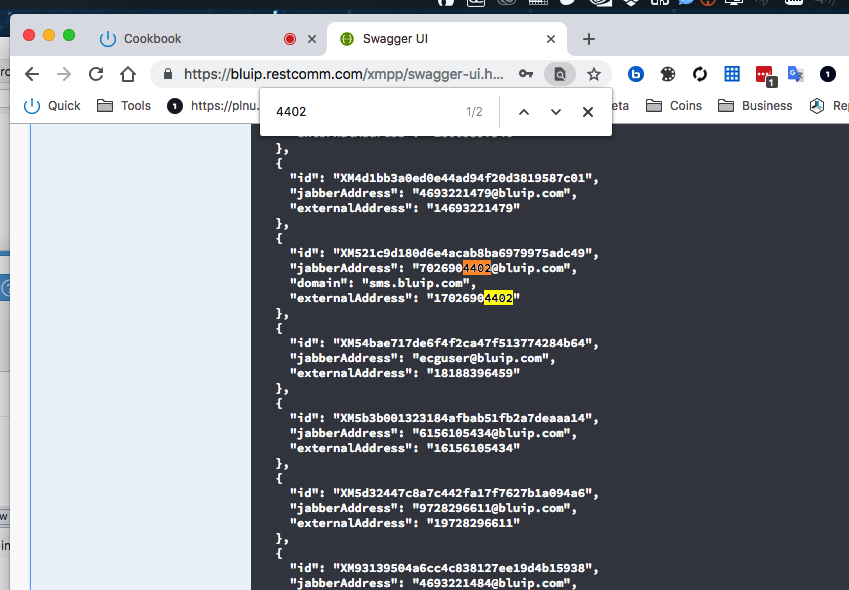 Cookbook
Swagger UI
https://bluip.restcomm.com/xmpp/swagger-ui.h...
1
1
Quick
Tools
1
https://plnu.
eta
Coins
Business
Re
4402
1/2
},
{
"id": "XM4d1bb3a0ed0e44ad94f20d3819587c01",
"jabberAddress": "4693221479@bluip.com",
"externalAddress": "14693221479"
},
{
"id": "XM521c9d180d6e4acab8ba6979975adc49",
"jabberAddress": "7026904402@bluip.com",
"domain": "sms.bluip.com",
"externalAddress": "17026904402"
},
{
"id": "XM54bae717de6f4f2ca47f513774284b64",
"jabberAddress": "ecguser@bluip.com",
"externalAddress": "18188396459"
},
{
"id": "XM5b3b001323184afbab51fb2a7deaaa14",
"jabberAddress": "6156105434@bluip.com",
"externalAddress": "16156105434"
},
{
"id": "XM5d32447c8a7c442fa17f7627b1a094a6",
"jabberAddress": "9728296611@bluip.com",
"externalAddress": "19728296611"
},
{
"id": "XM93139504a6cc4c838127ee19d4b15938",
"jabberAddress": "4693221484@bluip.com",